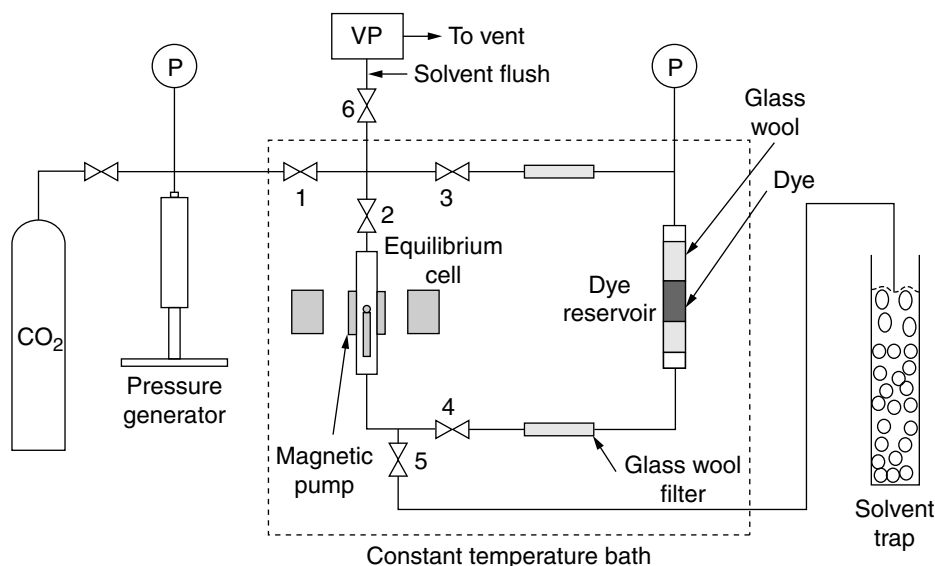 VP
To vent
Solvent flush
P
P
6
Glass
wool
Dye
1
3
2
Equilibrium
cell
Dye
reservoir
CO₂
Pressure
generator
4
Magnetic
pump
5
Glass wool
filter
Solvent
trap
Constant temperature bath